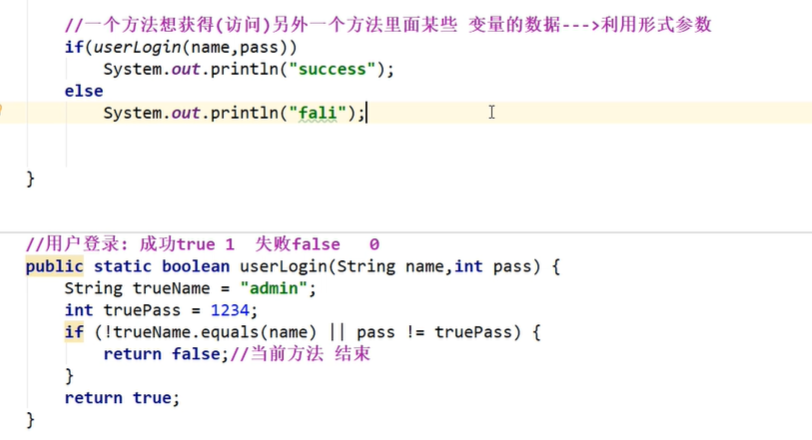 //一个方法想获得(访问)另外一个方法里面某些 变量的数据--->利用形式参数
if(userLogin(name,pass))
System.out.println("success");
else
System.out.println("fali");
}
//用户登录: 成功true 1 失败false 0
public static boolean userLogin(String name,int pass) {
String trueName = "admin";
int truePass = 1234;
if (!trueName.equals(name) || pass != truePass) {
return false;//当前方法 结束
}
return true;
}